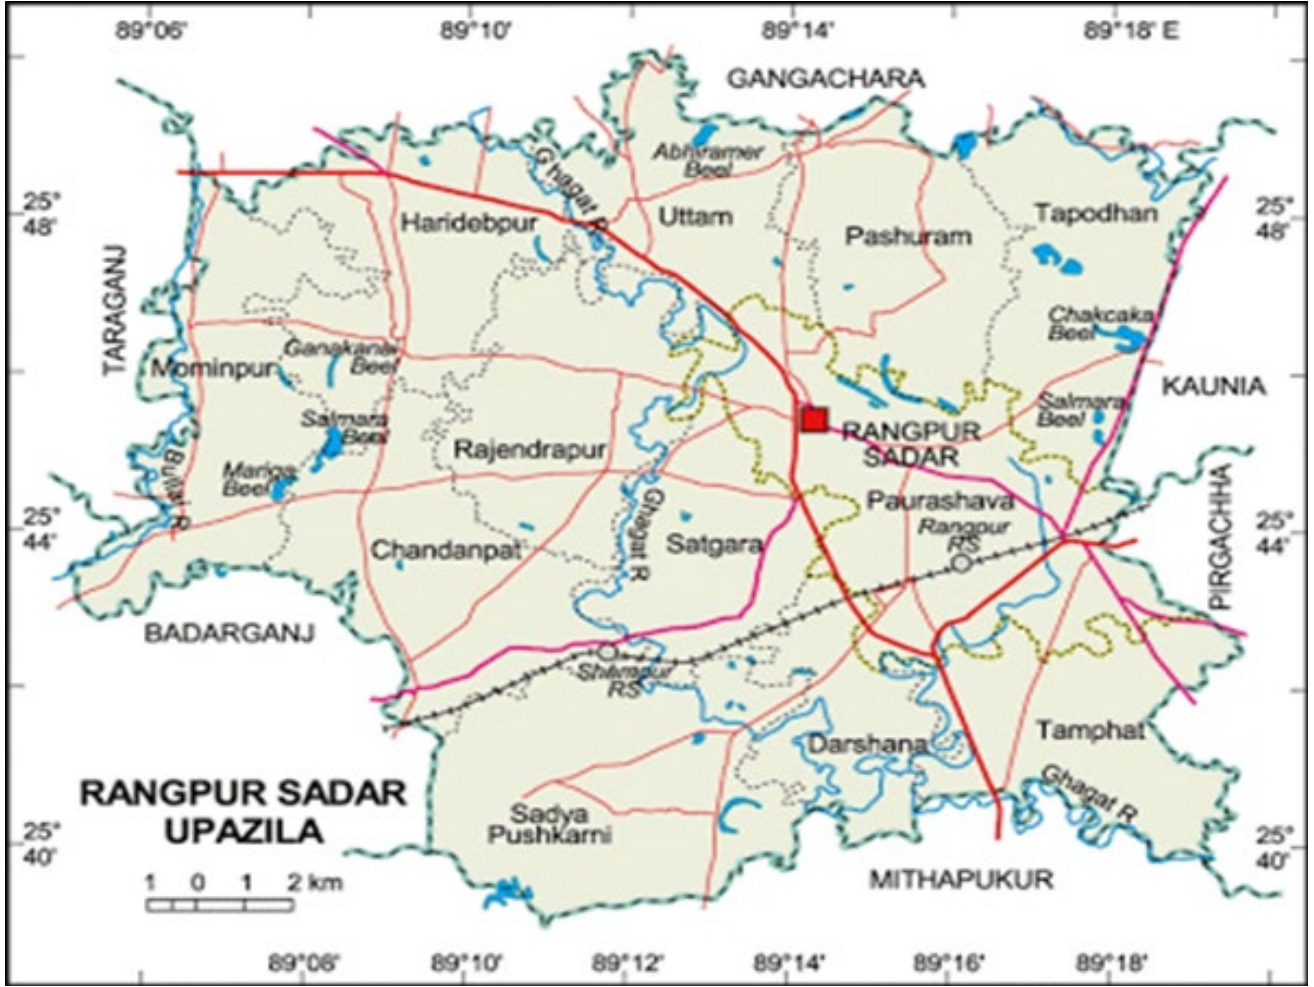 89°06' 89°10' 89°14' 89°18' E
GANGACHARA
Abhiramer
Beel
Ghagat R
25°
48'
Haridebpur
Uttam
Pashuram
Tapodhan
25°
48'
TARAGANJ
Chakcaka
Beel
Mominpur
Ganakanai
Beel
KAUNIA
Salmara
Beel
Salmara
Beel
RANGPUR
SADAR
Rajendrapur
Mariga
Beel
R
Paurashava
Rangpur
RS
PIRGACHHA
25°
44'
Chandanpat
Ghagat R
Satgara
25°
44'
BADARGANJ
RS
Darshana
Tamphat
Ghagat R
RANGPUR SADAR
UPAZILA
Sadya
Pushkarni
25°
40'
25°
40'
MITHAPUKUR
1 0 1 2 km
89°06' 89°10' 89°12' 89°14' 89°16' 89°18'